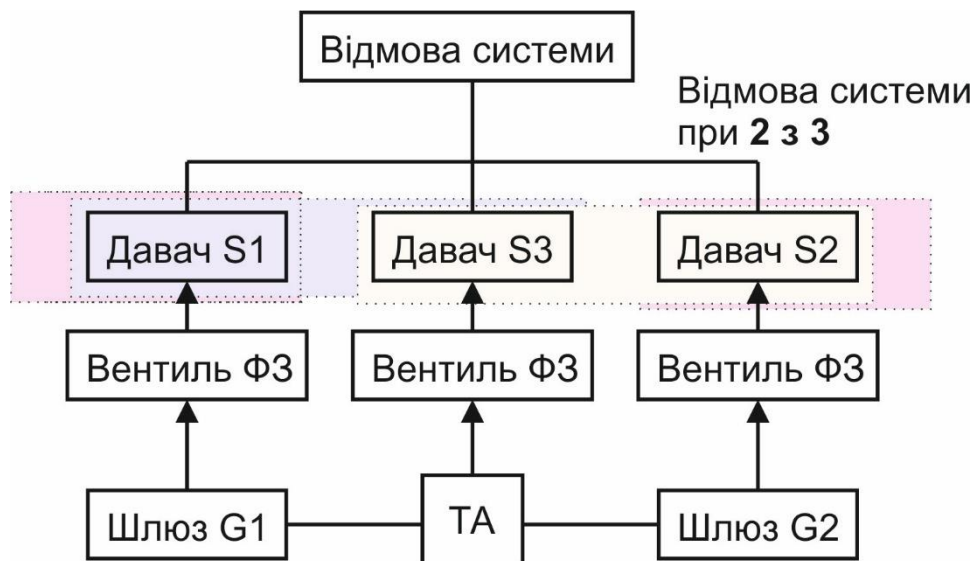 Відмова системи
Відмова системи
при 2 з 3
Давач S1
Давач S3
Давач S2
Вентиль ФЗ
Вентиль ФЗ
Вентиль ФЗ
Шлюз G1
ТА
Шлюз G2